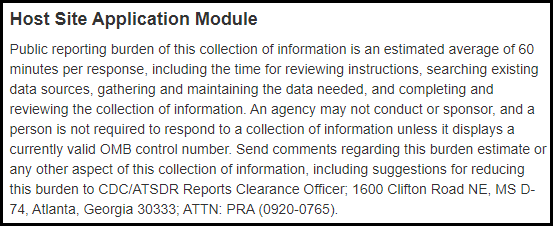 Host Site Application Module
Public reporting burden of this collection of information is an estimated average of 60
minutes per response, including the time for reviewing instructions, searching existing
data sources, gathering and maintaining the data needed, and completing and
reviewing the collection of information. An agency may not conduct or sponsor, and a
person is not required to respond to a collection of information unless it displays a
currently valid OMB control number. Send comments regarding this burden estimate or
any other aspect of this collection of information, including suggestions for reducing
this burden to CDC/ATSDR Reports Clearance Officer; 1600 Clifton Road NE, MS D-
74, Atlanta, Georgia 30333; ATTN: PRA (0920-0765).